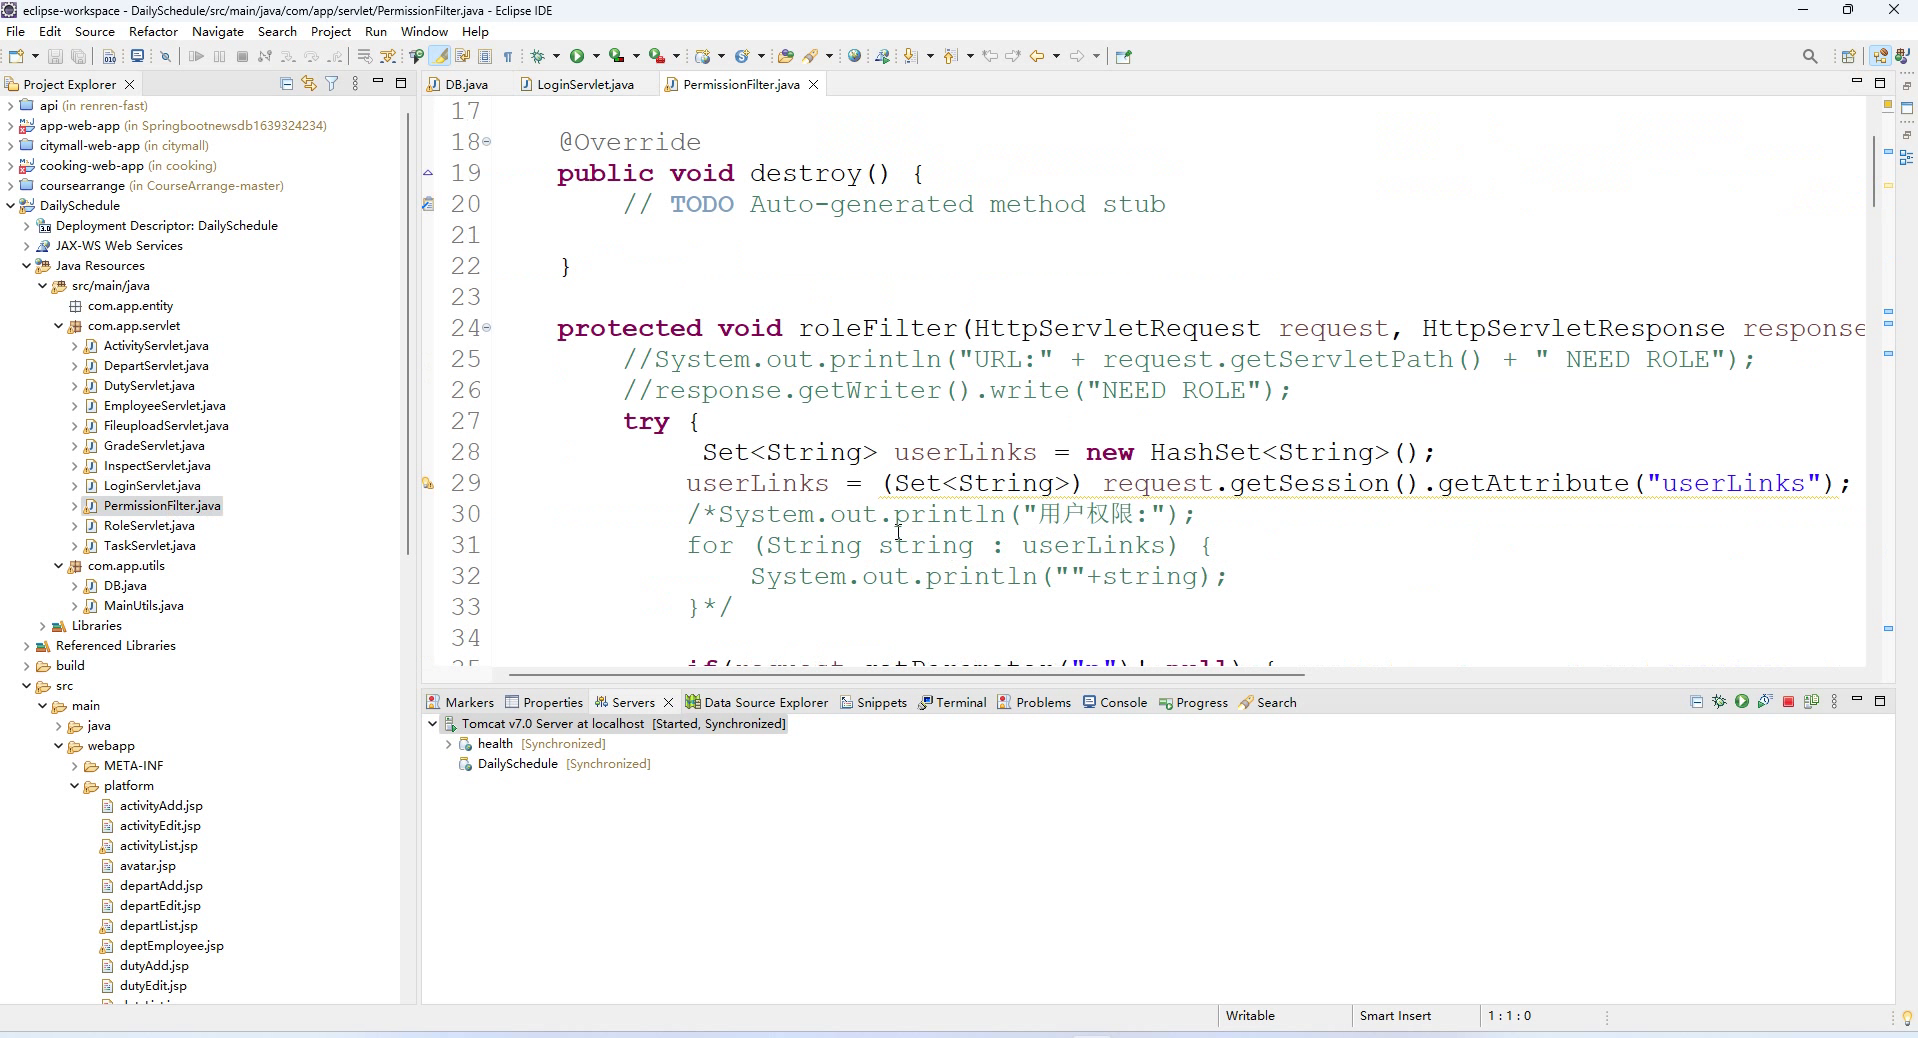 eclipse-workspace - DailySchedule/src/main/java/com/app/servlet/PermissionFilter.java - Eclipse IDE
File Edit Source Refactor Navigate Search Project Run Window Help
Project Explorer
api (in renren-fast)
app-web-app (in Springbootnewsdb1639324234)
citymall-web-app (in citymall)
cooking-web-app (in cooking)
coursearrange (in CourseArrange-master)
DailySchedule
Deployment Descriptor: DailySchedule
JAX-WS Web Services
Java Resources
src/main/java
com.app.entity
com.app.servlet
ActivityServlet.java
DepartServlet.java
DutyServlet.java
EmployeeServlet.java
FileuploadServlet.java
GradeServlet.java
InspectServlet.java
LoginServlet.java
PermissionFilter.java
RoleServlet.java
TaskServlet.java
com.app.utils
DB.java
MainUtils.java
Libraries
Referenced Libraries
build
src
main
java
webapp
META-INF
platform
activityAdd.jsp
activityEdit.jsp
activityList.jsp
avatar.jsp
departAdd.jsp
departEdit.jsp
departList.jsp
deptEmployee.jsp
dutyAdd.jsp
dutyEdit.jsp
DB.java LoginServlet.java PermissionFilter.java
17
18 @Override
19 public void destroy() {
20 // TODO Auto-generated method stub
21
22 }
23
24 protected void roleFilter(HttpServletRequest request, HttpServletResponse response
25 //System.out.println("URL:" + request.getServletPath() + " NEED ROLE");
26 //response.getWriter().write("NEED ROLE");
27 try {
28 Set<String> userLinks = new HashSet<String>();
29 userLinks = (Set<String>) request.getSession().getAttribute("userLinks");
30 /*System.out.println("用户权限:");
31 for (String string : userLinks) {
32 System.out.println(""+string);
33 }*/
34
Markers Properties Servers Data Source Explorer Snippets Terminal Problems Console Progress Search
Tomcat v7.0 Server at localhost [Started, Synchronized]
health [Synchronized]
DailySchedule [Synchronized]
Writable Smart Insert 1 : 1 : 0